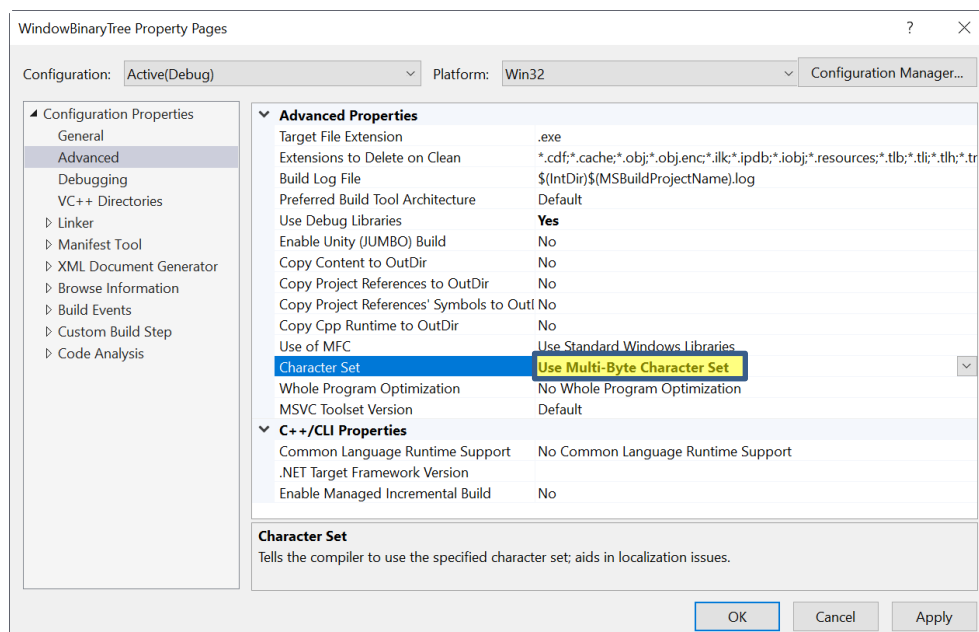 WindowBinaryTree Property Pages ? ×
Configuration: Active(Debug) Platform: Win32 Configuration Manager...
Configuration Properties
General
Advanced
Debugging
VC++ Directories
Linker
Manifest Tool
XML Document Generator
Browse Information
Build Events
Custom Build Step
Code Analysis
Advanced Properties
Target File Extension .exe
Extensions to Delete on Clean *.cdf;*.cache;*.obj;*.obj.enc;*.ilk;*.ipdb;*.iobj;*.resources;*.tlb;*.tli;*.tlh;*.tr
Build Log File $(IntDir)$(MSBuildProjectName).log
Preferred Build Tool Architecture Default
Use Debug Libraries Yes
Enable Unity (JUMBO) Build No
Copy Content to OutDir No
Copy Project References to OutDir No
Copy Project References' Symbols to Out No
Copy Cpp Runtime to OutDir No
Use of MFC Use Standard Windows Libraries
Character Set Use Multi-Byte Character Set
Whole Program Optimization No Whole Program Optimization
MSVC Toolset Version Default
C++/CLI Properties
Common Language Runtime Support No Common Language Runtime Support
.NET Target Framework Version
Enable Managed Incremental Build No
Character Set
Tells the compiler to use the specified character set; aids in localization issues.
OK Cancel Apply